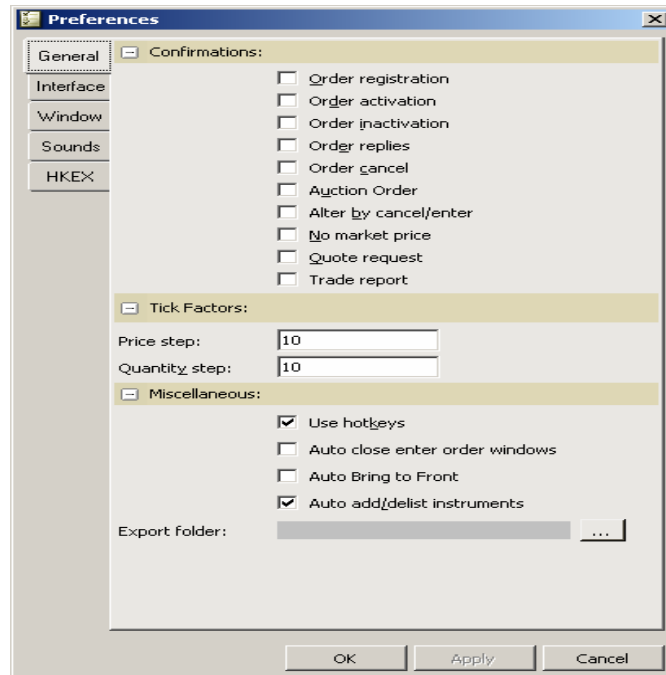 Preferences
General
Interface
Window
Sounds
HKEX
Confirmations:
Order registration
Order activation
Order inactivation
Order replies
Order cancel
Auction Order
Alter by cancel/enter
No market price
Quote request
Trade report
Tick Factors:
Price step: 10
Quantity step: 10
Miscellaneous:
Use hotkeys
Auto close enter order windows
Auto Bring to Front
Auto add/delist instruments
Export folder: ...
OK Apply Cancel